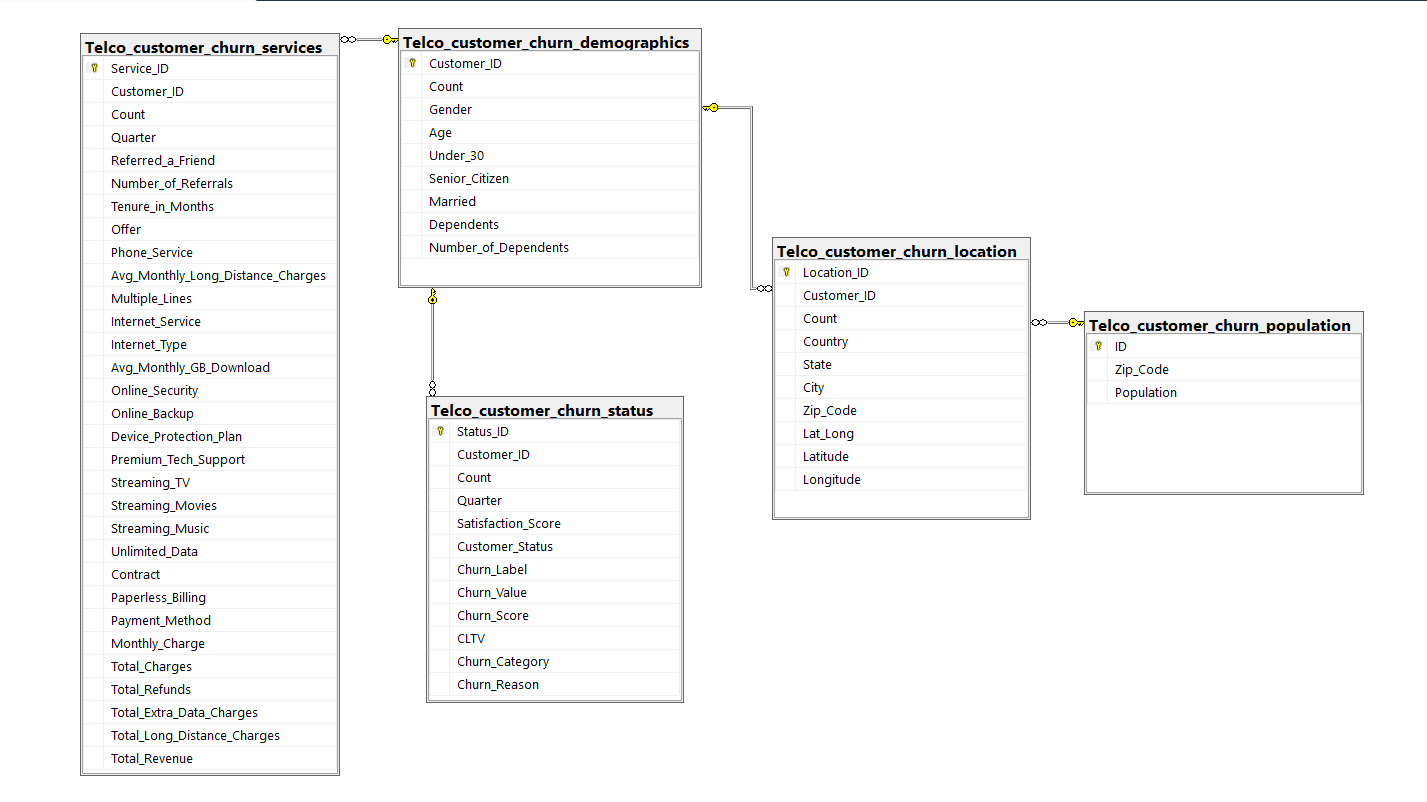 Telco_customer_churn_services
Service_ID
Customer_ID
Count
Quarter
Referred_a_Friend
Number_of_Referrals
Tenure_in_Months
Offer
Phone_Service
Avg_Monthly_Long_Distance_Charges
Multiple_Lines
Internet_Service
Internet_Type
Avg_Monthly_GB_Download
Online_Security
Online_Backup
Device_Protection_Plan
Premium_Tech_Support
Streaming_TV
Streaming_Movies
Streaming_Music
Unlimited_Data
Contract
Paperless_Billing
Payment_Method
Monthly_Charge
Total_Charges
Total_Refunds
Total_Extra_Data_Charges
Total_Long_Distance_Charges
Total_Revenue
Telco_customer_churn_demographics
Customer_ID
Count
Gender
Age
Under_30
Senior_Citizen
Married
Dependents
Number_of_Dependents
Telco_customer_churn_status
Status_ID
Customer_ID
Count
Quarter
Satisfaction_Score
Customer_Status
Churn_Label
Churn_Value
Churn_Score
CLTV
Churn_Category
Churn_Reason
Telco_customer_churn_location
Location_ID
Customer_ID
Count
Country
State
City
Zip_Code
Lat_Long
Latitude
Longitude
Telco_customer_churn_population
ID
Zip_Code
Population